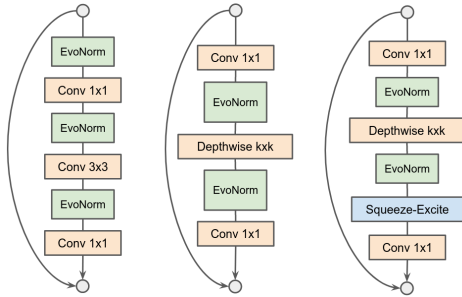 EvoNorm
Conv 1x1
EvoNorm
Conv 3x3
EvoNorm
Conv 1x1
Conv 1x1
EvoNorm
Depthwise kxk
EvoNorm
Conv 1x1
Conv 1x1
EvoNorm
Depthwise kxk
EvoNorm
Squeeze-Excite
Conv 1x1